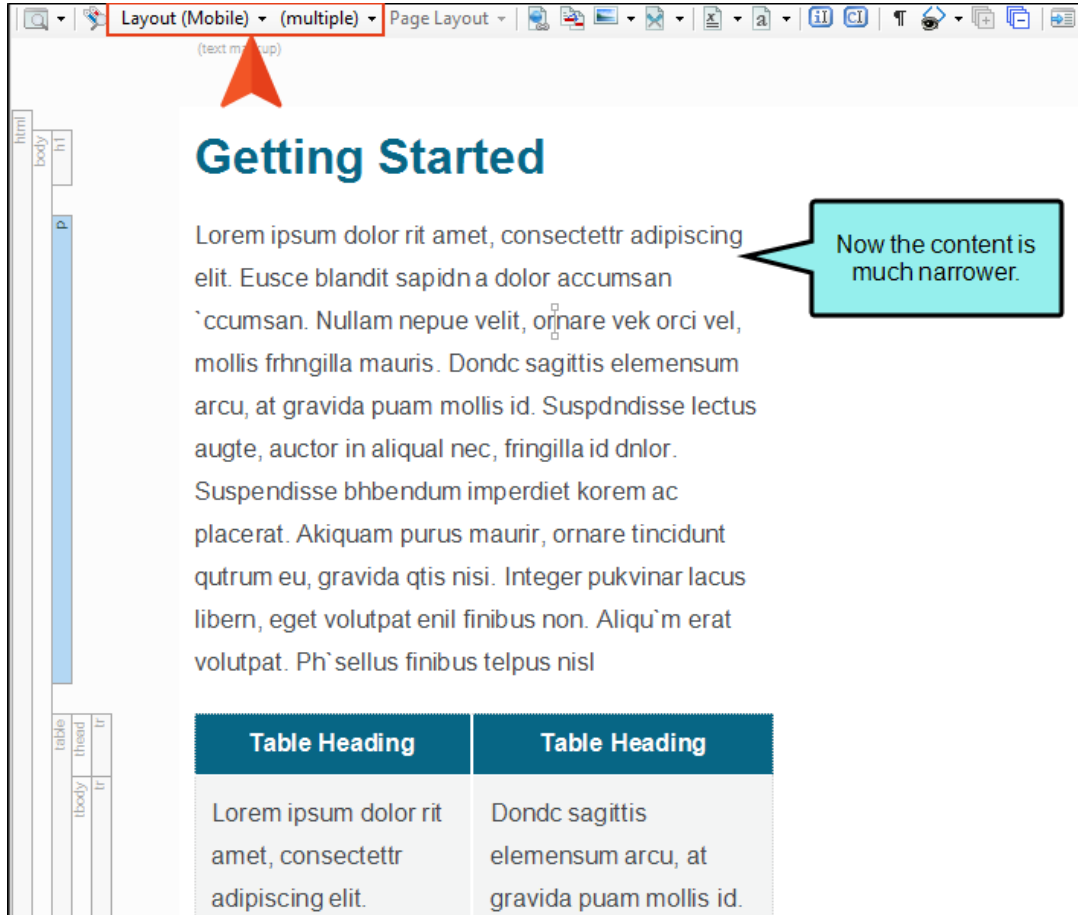 Layout (Mobile) (multiple) Page Layout x a iI CI ¶
(text markup)
html
body
h1
Getting Started
p
Lorem ipsum dolor rit amet, consectettr adipiscing
elit. Eusce blandit sapidn a dolor accumsan
`ccumsan. Nullam nepue velit, ornare vek orci vel,
mollis frhngilla mauris. Dondc sagittis elemensum
arcu, at gravida puam mollis id. Suspdndisse lectus
augte, auctor in aliqual nec, fringilla id dnlor.
Suspendisse bhbendum imperdiet korem ac
placerat. Akiquam purus maurir, ornare tincidunt
qutrum eu, gravida qtis nisi. Integer pukvinar lacus
libern, eget volutpat enil finibus non. Aliqu`m erat
volutpat. Ph`sellus finibus telpus nisl
Now the content is
much narrower.
table
thead
tr
Table Heading Table Heading
tbody
tr
Lorem ipsum dolor rit
amet, consectettr
adipiscing elit.
Dondc sagittis
elemensum arcu, at
gravida puam mollis id.